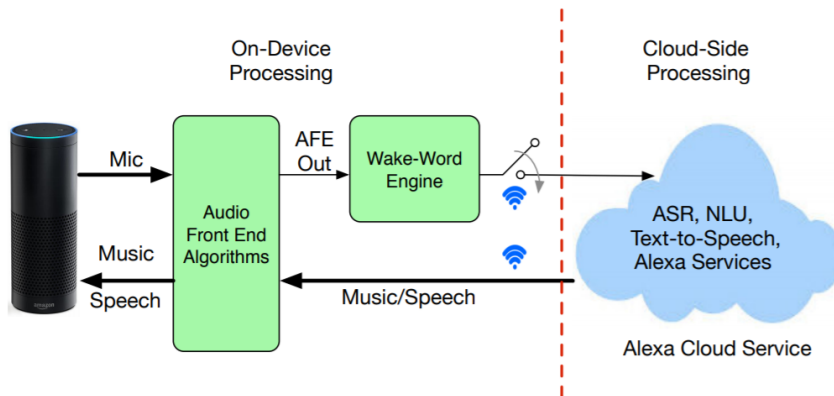 On-Device
Processing
Cloud-Side
Processing
Mic
AFE
Out
Wake-Word
Engine
Audio
Front End
Algorithms
Music
Speech
Music/Speech
ASR, NLU,
Text-to-Speech,
Alexa Services
Alexa Cloud Service
amazon